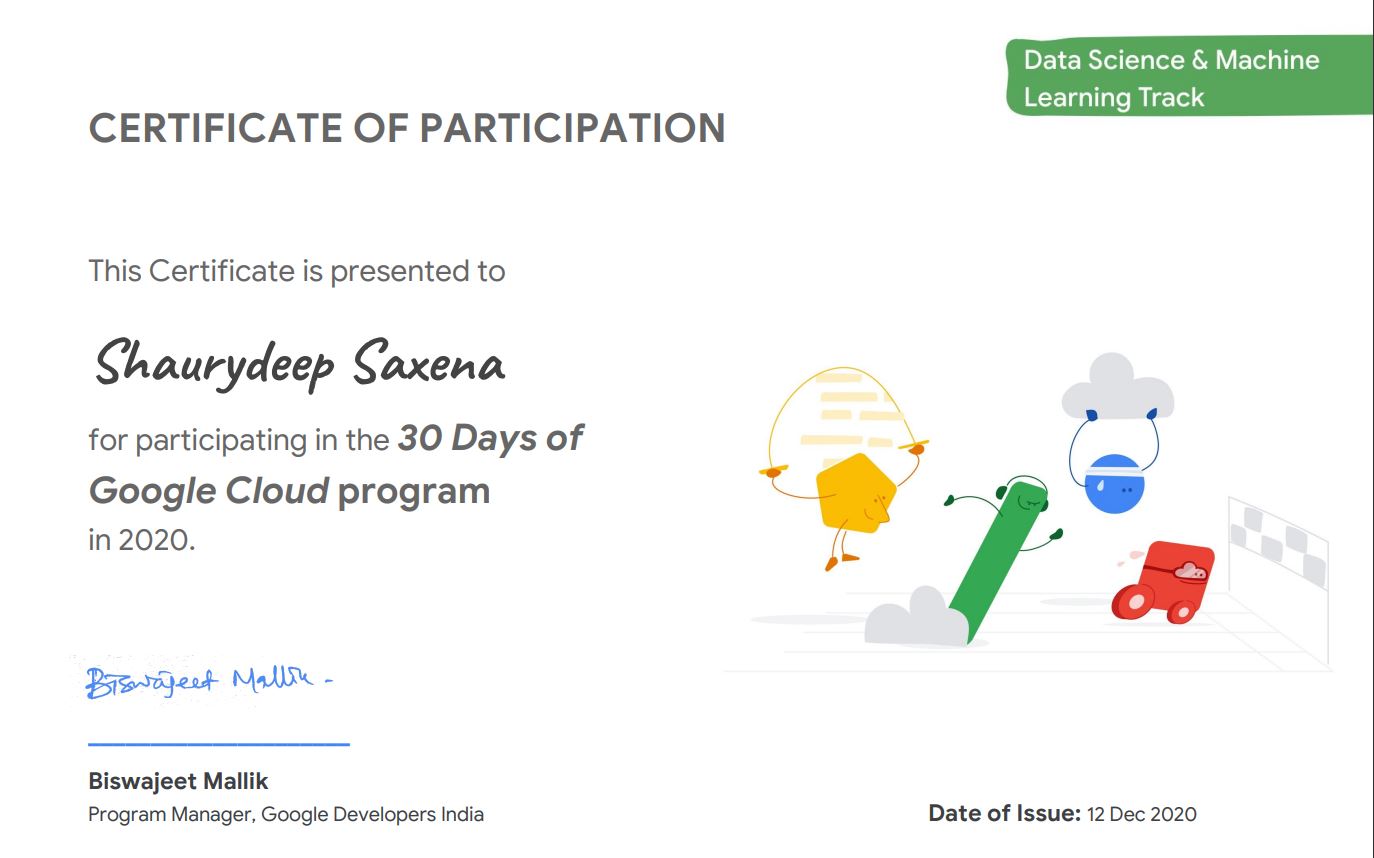 Data Science & Machine
Learning Track
CERTIFICATE OF PARTICIPATION
This Certificate is presented to
Shaurydeep Saxena
for participating in the 30 Days of
Google Cloud program
in 2020.
Biswajeet Mallik -
Biswajeet Mallik
Program Manager, Google Developers India
Date of Issue: 12 Dec 2020